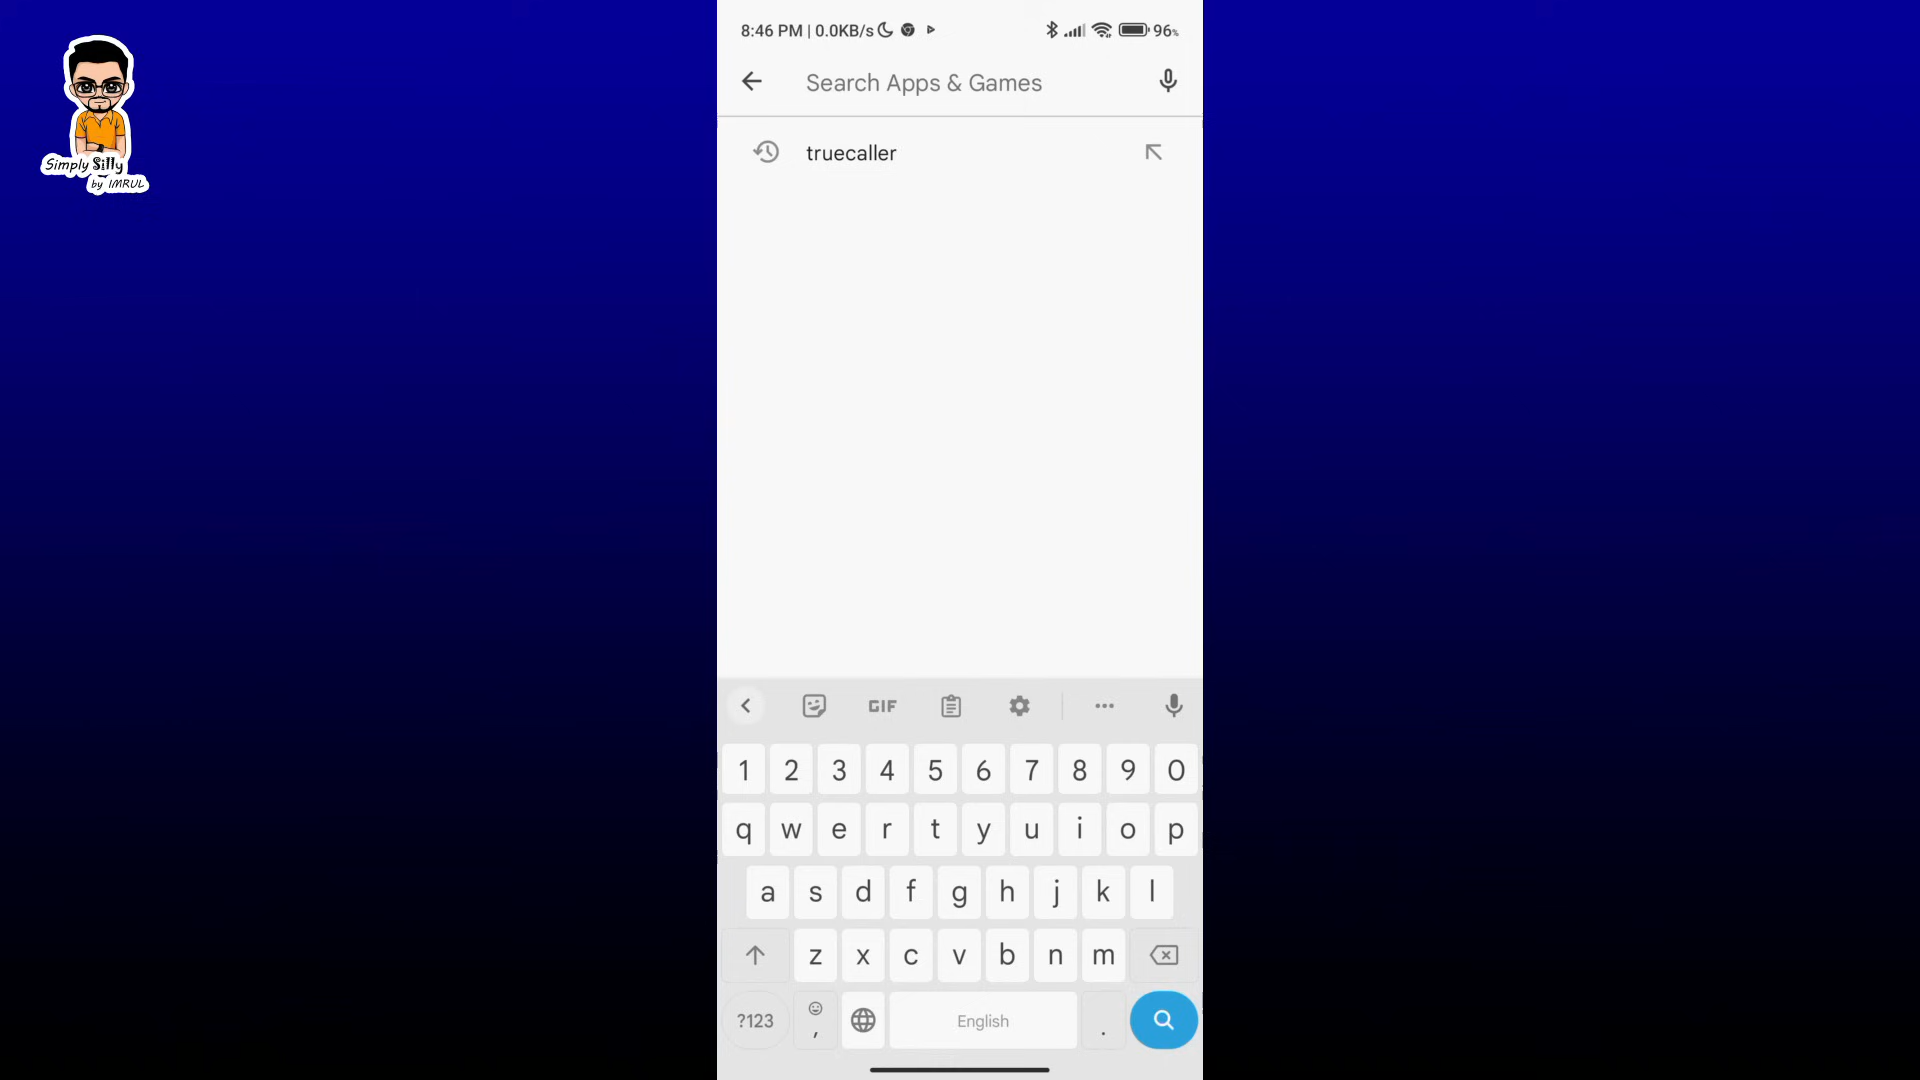 8:46 PM | 0.0KB/s
96%
Search Apps & Games
truecaller
Simply Silly
by IMRUL
GIF
1 2 3 4 5 6 7 8 9 0
q w e r t y u i o p
a s d f g h j k l
z x c v b n m
?123 , English .